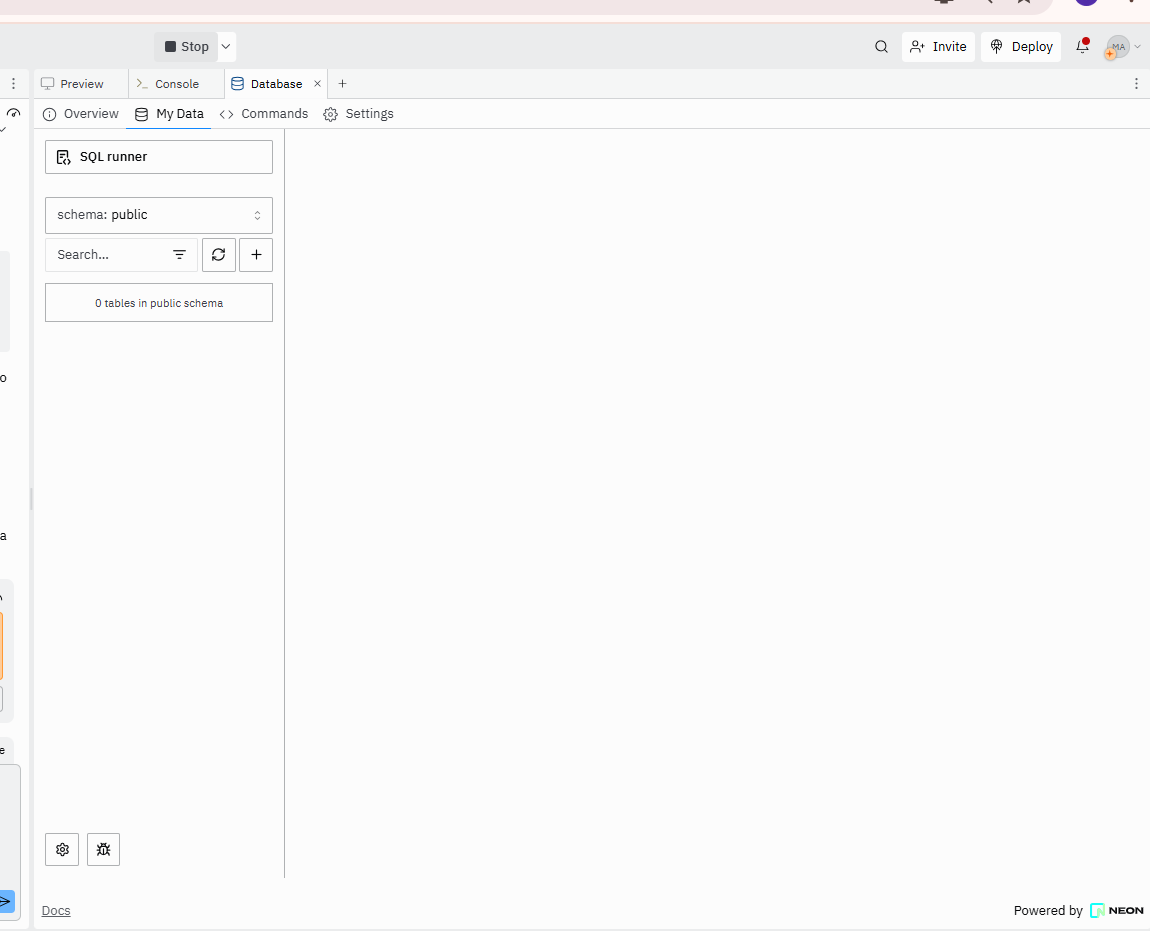 Stop
Invite
Deploy
MA
Preview
Console
Database
Overview
My Data
Commands
Settings
SQL runner
schema: public
Search...
0 tables in public schema
o
a
e
Docs
Powered by NEON